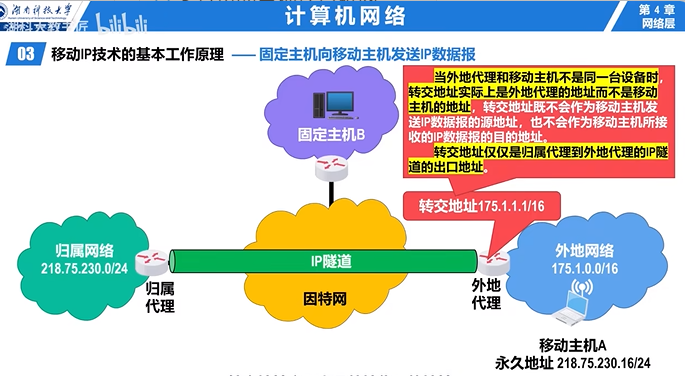 湖南科技大学
计算机网络
第 4 章
网络层
bilibili
03 移动IP技术的基本工作原理 —— 固定主机向移动主机发送IP数据报
当外地代理和移动主机不是同一台设备时,
转交地址实际上是外地代理的地址而不是移动
主机的地址，转交地址既不会作为移动主机发
送IP数据报的源地址，也不会作为移动主机所接
收的IP数据报的目的地址。
转交地址仅仅是归属代理到外地代理的IP隧
道的出口地址。
固定主机B
转交地址175.1.1.1/16
归属网络
218.75.230.0/24
IP隧道
外地网络
175.1.0.0/16
归属
代理
因特网
外地
代理
移动主机A
永久地址 218.75.230.16/24